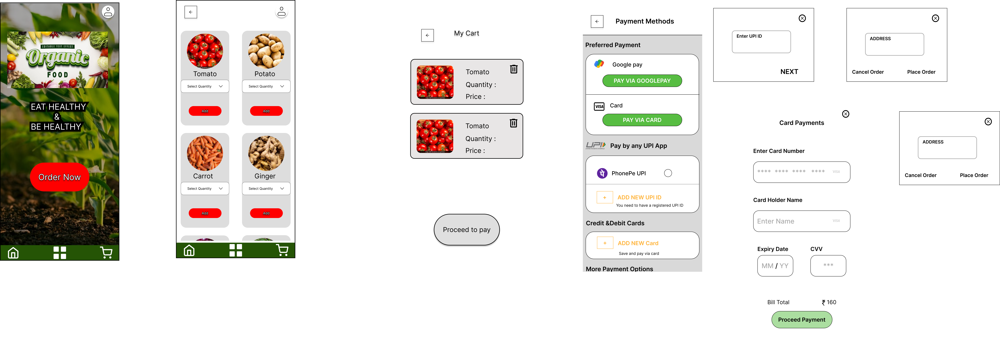 EDITABLE TEXT EFFECT
Organic
FOOD
EAT HEALTHY
&
BE HEALTHY
Order Now
Tomato
Potato
Select Quantity
Select Quantity
Add
Add
Carrot
Ginger
Select Quantity
Select Quantity
Add
Add
My Cart
Tomato
Quantity :
Price :
Tomato
Quantity :
Price :
Proceed to pay
Payment Methods
Preferred Payment
Google pay
PAY VIA GOOGLEPAY
VISA
Card
PAY VIA CARD
UPI
UNIFIED PAYMENTS INTERFACE
Pay by any UPI App
पे
PhonePe UPI
+
ADD NEW UPI ID
You need to have a registered UPI ID
Credit &Debit Cards
+
ADD NEW Card
Save and pay via card
More Payment Options
Enter UPI ID
NEXT
ADDRESS
Cancel Order
Place Order
Card Payments
Enter Card Number
**** **** **** ****
VISA
Card Holder Name
Enter Name
VISA
Expiry Date
CVV
MM / YY
***
Bill Total
₹ 160
Proceed Payment
ADDRESS
Cancel Order
Place Order